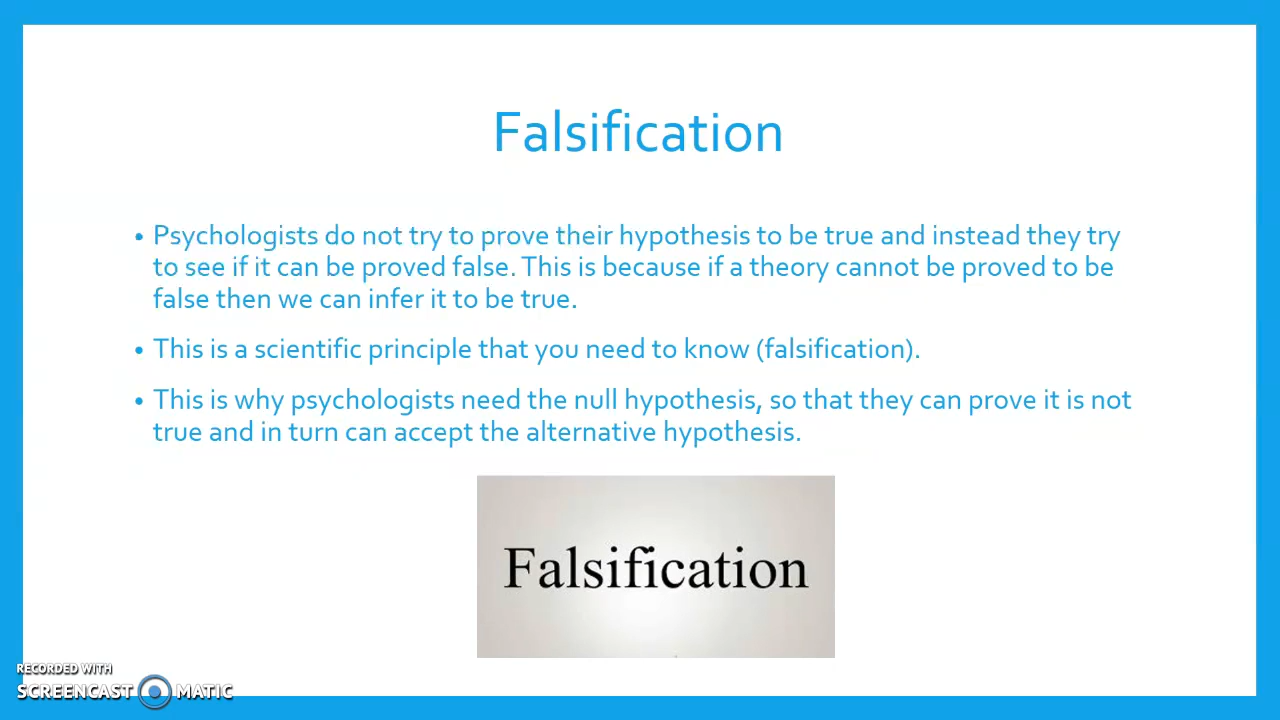 Falsification
• Psychologists do not try to prove their hypothesis to be true and instead they try
to see if it can be proved false. This is because if a theory cannot be proved to be
false then we can infer it to be true.
• This is a scientific principle that you need to know (falsification).
• This is why psychologists need the null hypothesis, so that they can prove it is not
true and in turn can accept the alternative hypothesis.
Falsification
RECORDED WITH
SCREENCAST MATIC